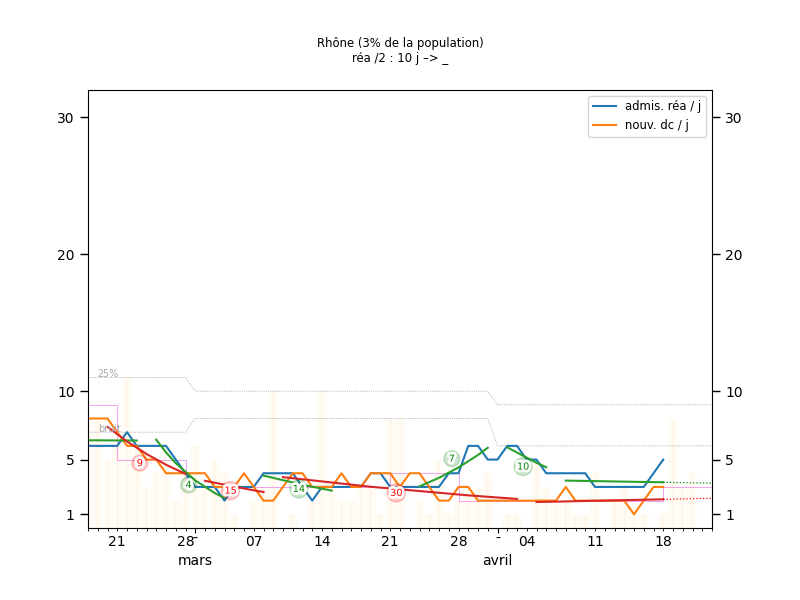 Rhône (3% de la population)
réa /2 : 10 j –> _
admis. réa / j
nouv. dc / j
30 30
20 20
10 10
5 5
1 1
25%
brut
9
4
15
14
30
7
10
21 28 07 14 21 28 04 11 18
mars avril